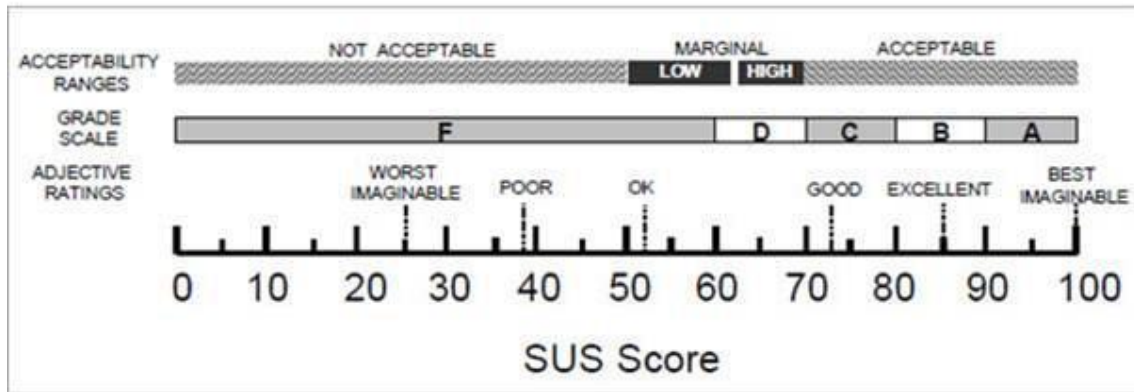 NOT ACCEPTABLE MARGINAL ACCEPTABLE
ACCEPTABILITY RANGES
LOW HIGH
GRADE SCALE
F D C B A
ADJECTIVE RATINGS
WORST IMAGINABLE
POOR
OK
GOOD
EXCELLENT
BEST IMAGINABLE
0 10 20 30 40 50 60 70 80 90 100
SUS Score